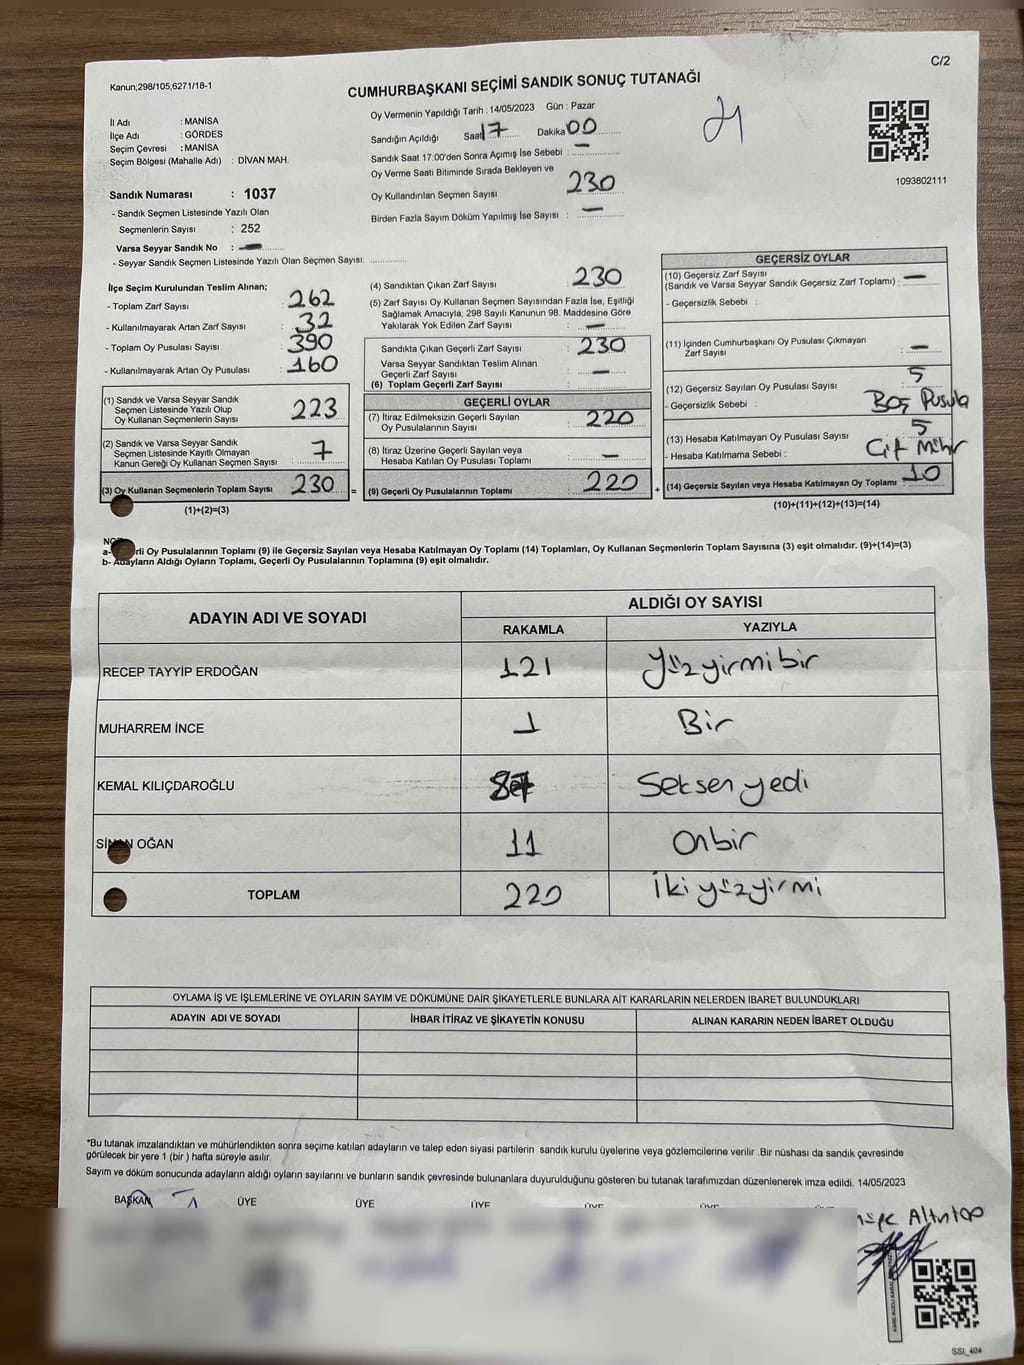 C/2
Kanun;298/105,6271/18-1
CUMHURBAŞKANI SEÇİMİ SANDIK SONUÇ TUTANAĞI
İl Adı : MANİSA
İlçe Adı : GÖRDES
Seçim Çevresi : MANİSA
Seçim Bölgesi (Mahalle Adı) : DİVAN MAH.
Sandık Numarası : 1037
- Sandık Seçmen Listesinde Yazılı Olan
Seçmenlerin Sayısı : 252
Varsa Seyyar Sandık No : —
- Seyyar Sandık Seçmen Listesinde Yazılı Olan Seçmen Sayısı: ..............
Oy Vermenin Yapıldığı Tarih : 14/05/2023 Gün : Pazar
Sandığın Açıldığı Saat 17 Dakika 00
Sandık Saat 17:00'den Sonra Açımış İse Sebebi : —
Oy Verme Saati Bitiminde Sırada Bekleyen ve
Oy Kullandırılan Seçmen Sayısı 230
Birden Fazla Sayım Döküm Yapılmış İse Sayısı : —
21
1093802111
İlçe Seçim Kurulundan Teslim Alınan;
- Toplam Zarf Sayısı : 262
- Kullanılmayarak Artan Zarf Sayısı : 32
- Toplam Oy Pusulası Sayısı : 390
- Kullanılmayarak Artan Oy Pusulası : 160
(1) Sandık ve Varsa Seyyar Sandık
Seçmen Listesinde Yazılı Olup
Oy Kullanan Seçmenlerin Sayısı : 223
(2) Sandık ve Varsa Seyyar Sandık
Seçmen Listesinde Kayıtlı Olmayan
Kanun Gereği Oy Kullanan Seçmen Sayısı : 7
(3) Oy Kullanan Seçmenlerin Toplam Sayısı : 230
(1)+(2)=(3)
(4) Sandıktan Çıkan Zarf Sayısı : 230
(5) Zarf Sayısı Oy Kullanan Seçmen Sayısından Fazla İse, Eşitliği
Sağlamak Amacıyla; 298 Sayılı Kanunun 98. Maddesine Göre
Yakılarak Yok Edilen Zarf Sayısı : —
Sandıkta Çıkan Geçerli Zarf Sayısı : 230
Varsa Seyyar Sandıktan Teslim Alınan
Geçerli Zarf Sayısı : —
(6) Toplam Geçerli Zarf Sayısı :
GEÇERLİ OYLAR
(7) İtiraz Edilmeksizin Geçerli Sayılan
Oy Pusulalarının Sayısı : 220
(8) İtiraz Üzerine Geçerli Sayılan veya
Hesaba Katılan Oy Pusulası Toplamı : —
= (9) Geçerli Oy Pusulalarının Toplamı : 220 +
GEÇERSİZ OYLAR
(10) Geçersiz Zarf Sayısı
(Sandık ve Varsa Seyyar Sandık Geçersiz Zarf Toplamı) : —
- Geçersizlik Sebebi :
(11) İçinden Cumhurbaşkanı Oy Pusulası Çıkmayan
Zarf Sayısı : —
(12) Geçersiz Sayılan Oy Pusulası Sayısı : 5
- Geçersizlik Sebebi : Boş Pusula
(13) Hesaba Katılmayan Oy Pusulası Sayısı : 5
- Hesaba Katılmama Sebebi : Çift Mühr
(14) Geçersiz Sayılan veya Hesaba Katılmayan Oy Toplamı : 10
(10)+(11)+(12)+(13)=(14)
rli Oy Pusulalarının Toplamı (9) ile Geçersiz Sayılan veya Hesaba Katılmayan Oy Toplamı (14) Toplamları, Oy Kullanan Seçmenlerin Toplam Sayısına (3) eşit olmalıdır. (9)+(14)=(3)
b- Adayların Aldığı Oyların Toplamı, Geçerli Oy Pusulalarının Toplamına (9) eşit olmalıdır.
ADAYIN ADI VE SOYADI ALDIĞI OY SAYISI
RAKAMLA YAZIYLA
RECEP TAYYİP ERDOĞAN 121 yüzyirmibir
MUHARREM İNCE 1 Bir
KEMAL KILIÇDAROĞLU 87 Seksen yedi
SİNAN OĞAN 11 Onbir
TOPLAM 220 İki yüzyirmi
OYLAMA İŞ VE İŞLEMLERİNE VE OYLARIN SAYIM VE DÖKÜMÜNE DAİR ŞİKAYETLERLE BUNLARA AİT KARARLARIN NELERDEN İBARET BULUNDUKLARI
ADAYIN ADI VE SOYADI İHBAR İTİRAZ VE ŞİKAYETİN KONUSU ALINAN KARARIN NEDEN İBARET OLDUĞU
*Bu tutanak imzalandıktan ve mühürlendikten sonra seçime katılan adayların ve talep eden siyasi partilerin sandık kurulu üyelerine veya gözlemcilerine verilir .Bir nüshası da sandık çevresinde
görülecek bir yere 1 (bir ) hafta süreyle asılır.
Sayım ve döküm sonucunda adayların aldığı oyların sayılarını ve bunların sandık çevresinde bulunanlara duyurulduğunu gösteren bu tutanak tarafımızdan düzenlenerek imza edildi. 14/05/2023
BAŞKAN ÜYE ÜYE ÜYE ÜYE ÜYE
SSI_404